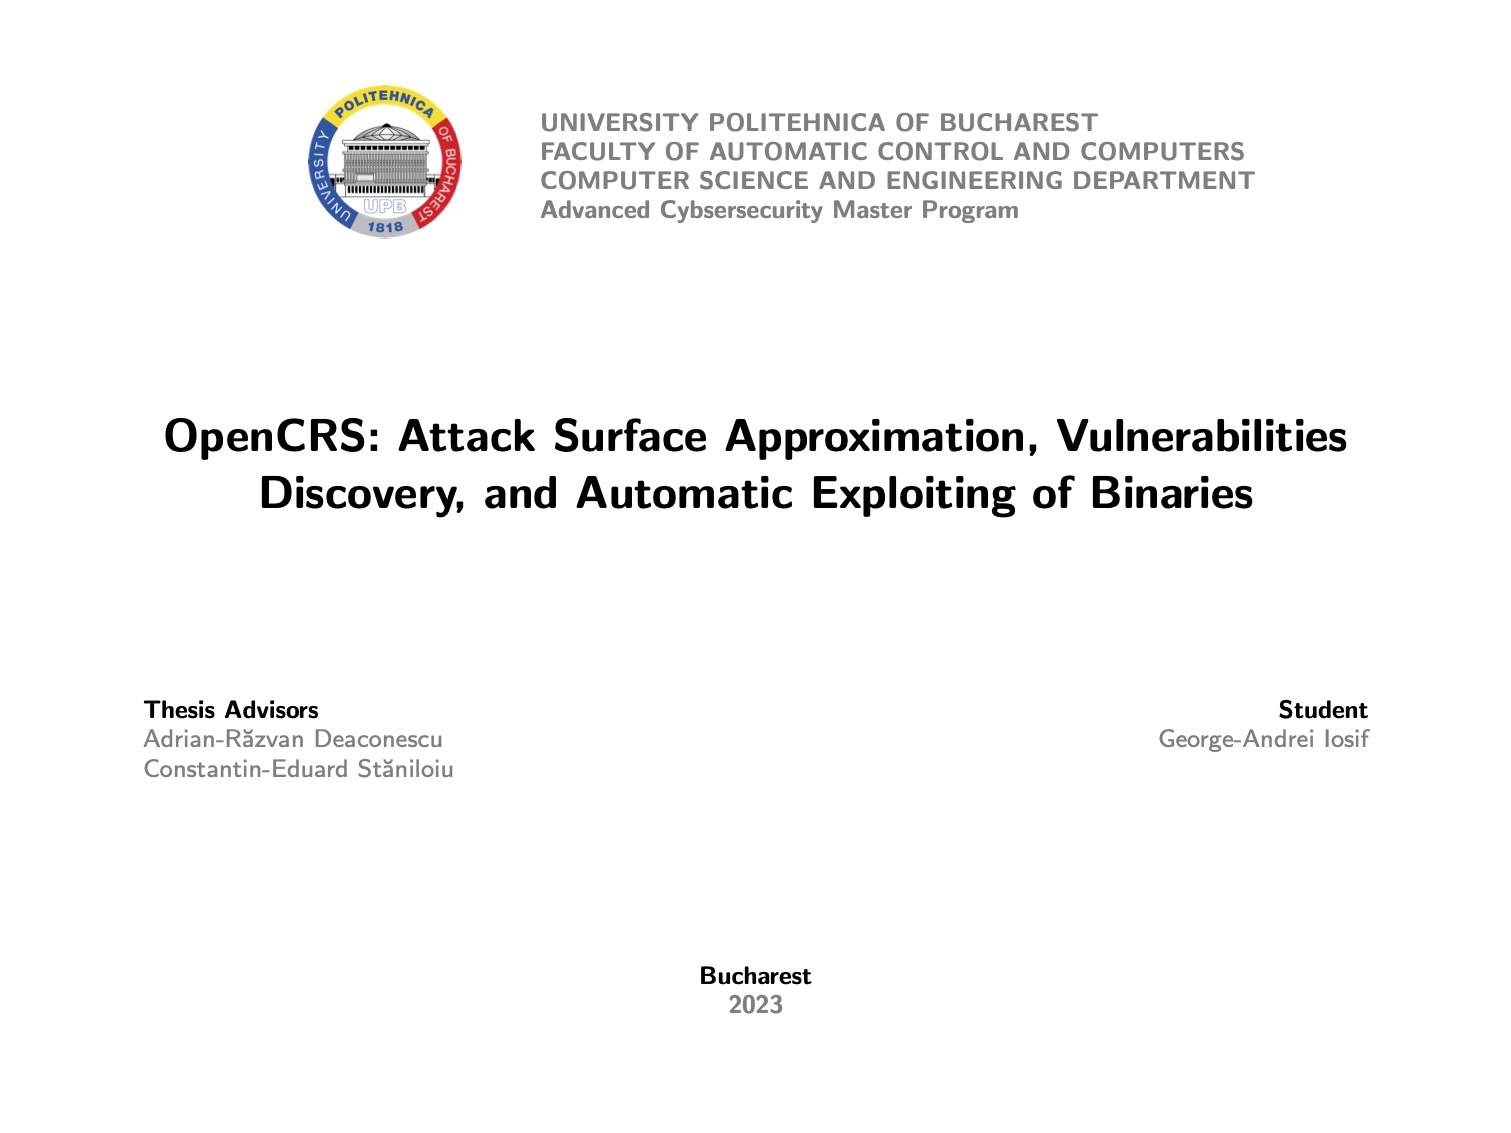 UNIVERSITY POLITEHNICA OF BUCHAREST
UPB
1818
UNIVERSITY POLITEHNICA OF BUCHAREST
FACULTY OF AUTOMATIC CONTROL AND COMPUTERS
COMPUTER SCIENCE AND ENGINEERING DEPARTMENT
Advanced Cybsersecurity Master Program
OpenCRS: Attack Surface Approximation, Vulnerabilities
Discovery, and Automatic Exploiting of Binaries
Thesis Advisors
Adrian-Răzvan Deaconescu
Constantin-Eduard Stăniloiu
Student
George-Andrei Iosif
Bucharest
2023